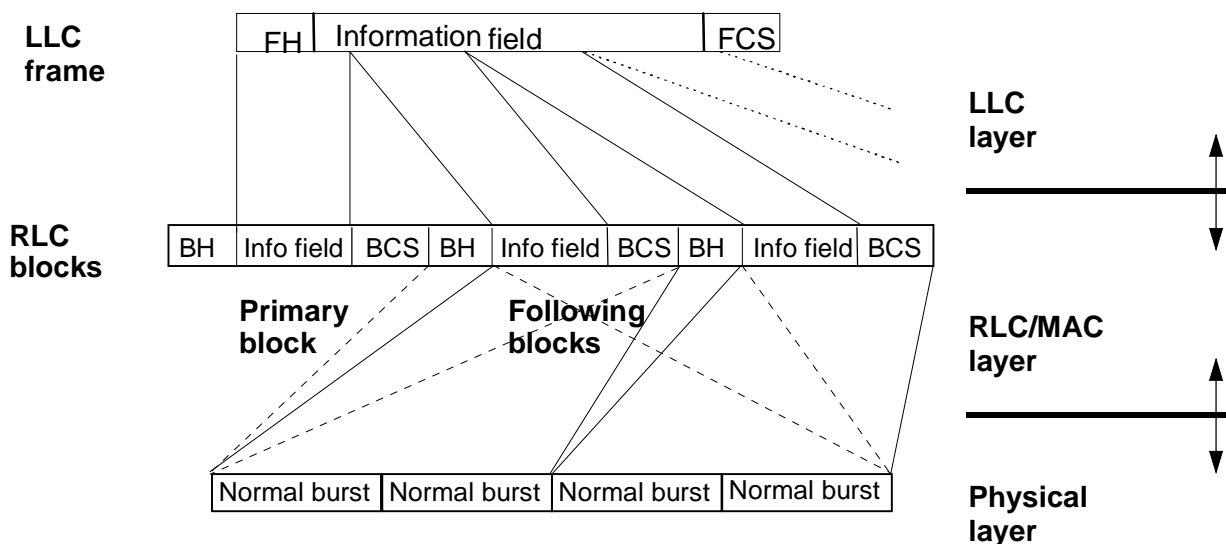 LLC
frame
FH Information field FCS
LLC
layer
RLC
blocks
BH Info field BCS BH Info field BCS BH Info field BCS
Primary
block
Following
blocks
RLC/MAC
layer
Normal burst Normal burst Normal burst Normal burst
Physical
layer